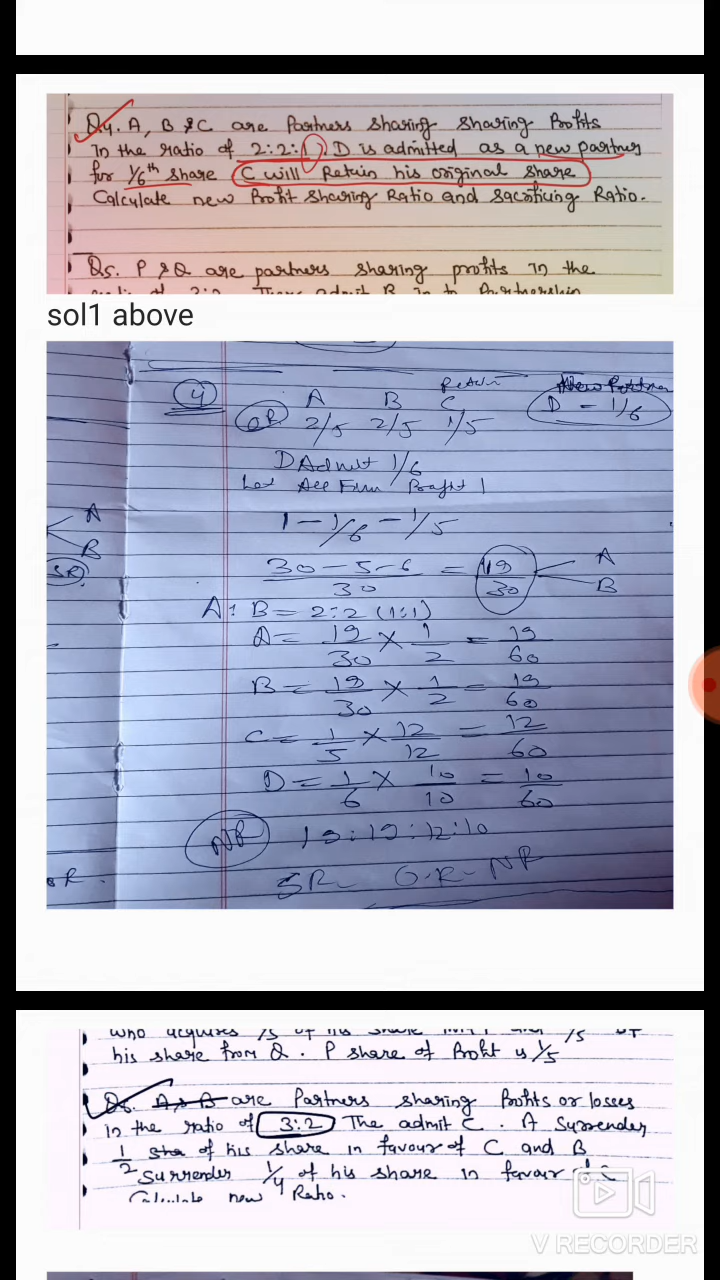 Q4. A, B & C are Partners Sharing Sharing Profits
In the ratio of 2:2:1. D is admitted as a new partner
for 1/6th share C will Retain his original share
Calculate new Profit Sharing Ratio and Sacrificing Ratio.
Q5. P & Q are partners sharing profits in the
sol1 above
4 A B C
OR 2/5 2/5 1/5 D = 1/6
D Admit 1/6
Let All Firm Profit 1
1 - 1/6 - 1/5
A
B
SR
30 - 5 - 6 / 30 = 19/30 A
B
A : B = 2:2 (1:1)
A = 19/30 × 1/2 = 19/60
B = 19/30 × 1/2 = 19/60
C = 1/5 × 12/12 = 12/60
D = 1/6 × 10/10 = 10/60
NR 19:19:12:10
SR = O.R - NR
his share from Q. P share of Profit is 1/5
Q6. A & B are Partners sharing Profits or losses
in the ratio of 3:2 The admit C. A Surrender
1/2 of his share in favour of C and B
Surrender 1/4 of his share in favour of C
Calculate new Ratio.
V RECORDER